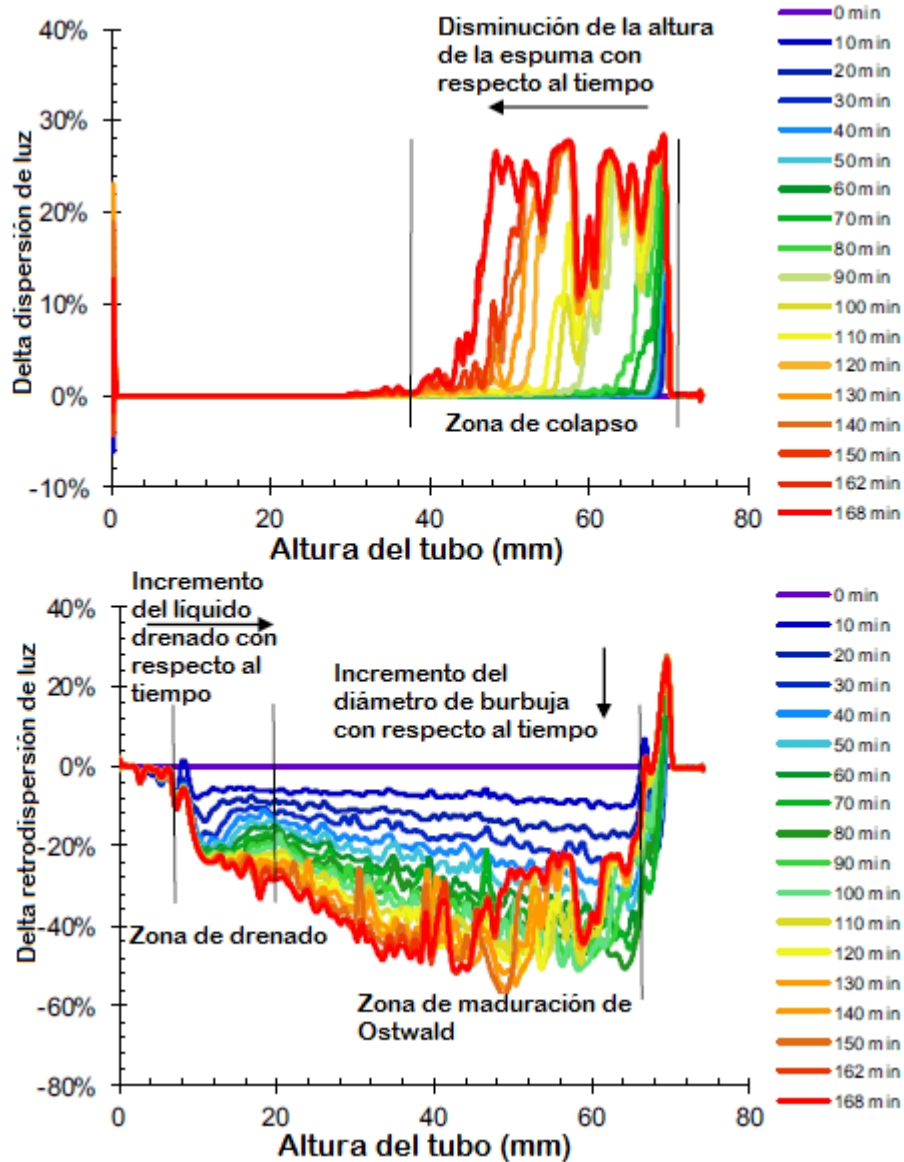 Disminución de la altura
de la espuma con
respecto al tiempo
40%
30%
20%
10%
0%
-10%
Delta dispersión de luz
Zona de colapso
0
20
40
60
80
Altura del tubo (mm)
0 min
10 min
20 min
30 min
40 min
50 min
60 min
70 min
80 min
90 min
100 min
110 min
120 min
130 min
140 min
150 min
162 min
168 min
Incremento
del líquido
drenado con
respecto al
tiempo
Incremento del
diámetro de burbuja
con respecto al tiempo
40%
20%
0%
-20%
-40%
-60%
-80%
Delta retrodispersión de luz
Zona de drenado
Zona de maduración de
Ostwald
0
20
40
60
80
Altura del tubo (mm)
0 min
10 min
20 min
30 min
40 min
50 min
60 min
70 min
80 min
90 min
100 min
110 min
120 min
130 min
140 min
150 min
162 min
168 min